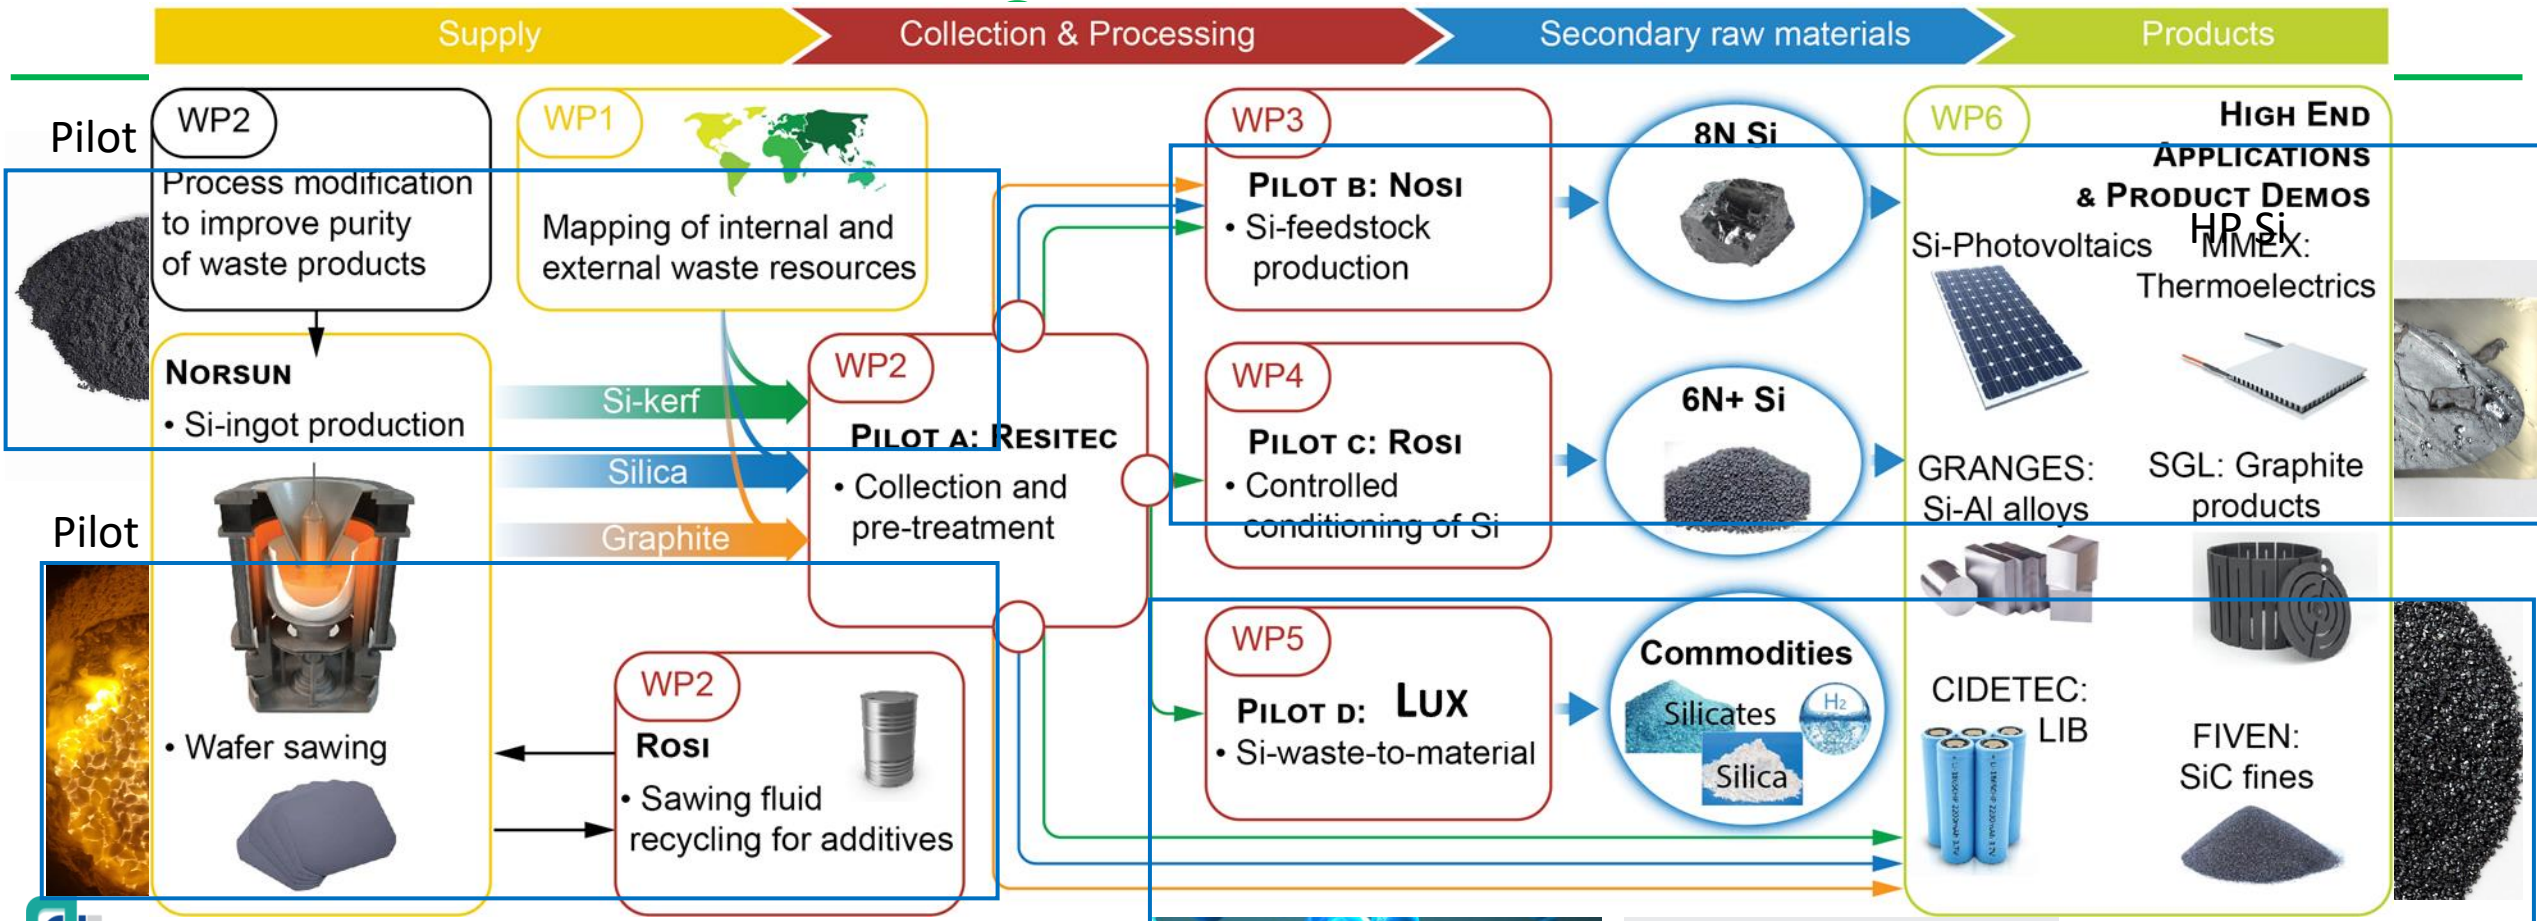 Supply
Collection & Processing
Secondary raw materials
Products
Pilot
WP2
Process modification
to improve purity
of waste products
WP1
Mapping of internal and
external waste resources
NORSUN
• Si-ingot production
• Wafer sawing
Si-kerf
Silica
Graphite
WP2
PILOT A: RESITEC
• Collection and
pre-treatment
Pilot
WP2
ROSI
• Sawing fluid
recycling for additives
WP3
PILOT B: NOSI
• Si-feedstock
production
WP4
PILOT C: ROSI
• Controlled
conditioning of Si
WP5
PILOT D: LUX
• Si-waste-to-material
8N Si
6N+ Si
Commodities
Silicates
H2
Silica
WP6
HIGH END
APPLICATIONS
& PRODUCT DEMOS
HP Si
Si-Photovoltaics
MMEX:
Thermoelectrics
GRANGES:
Si-Al alloys
SGL: Graphite
products
CIDETEC:
LIB
FIVEN:
SiC fines